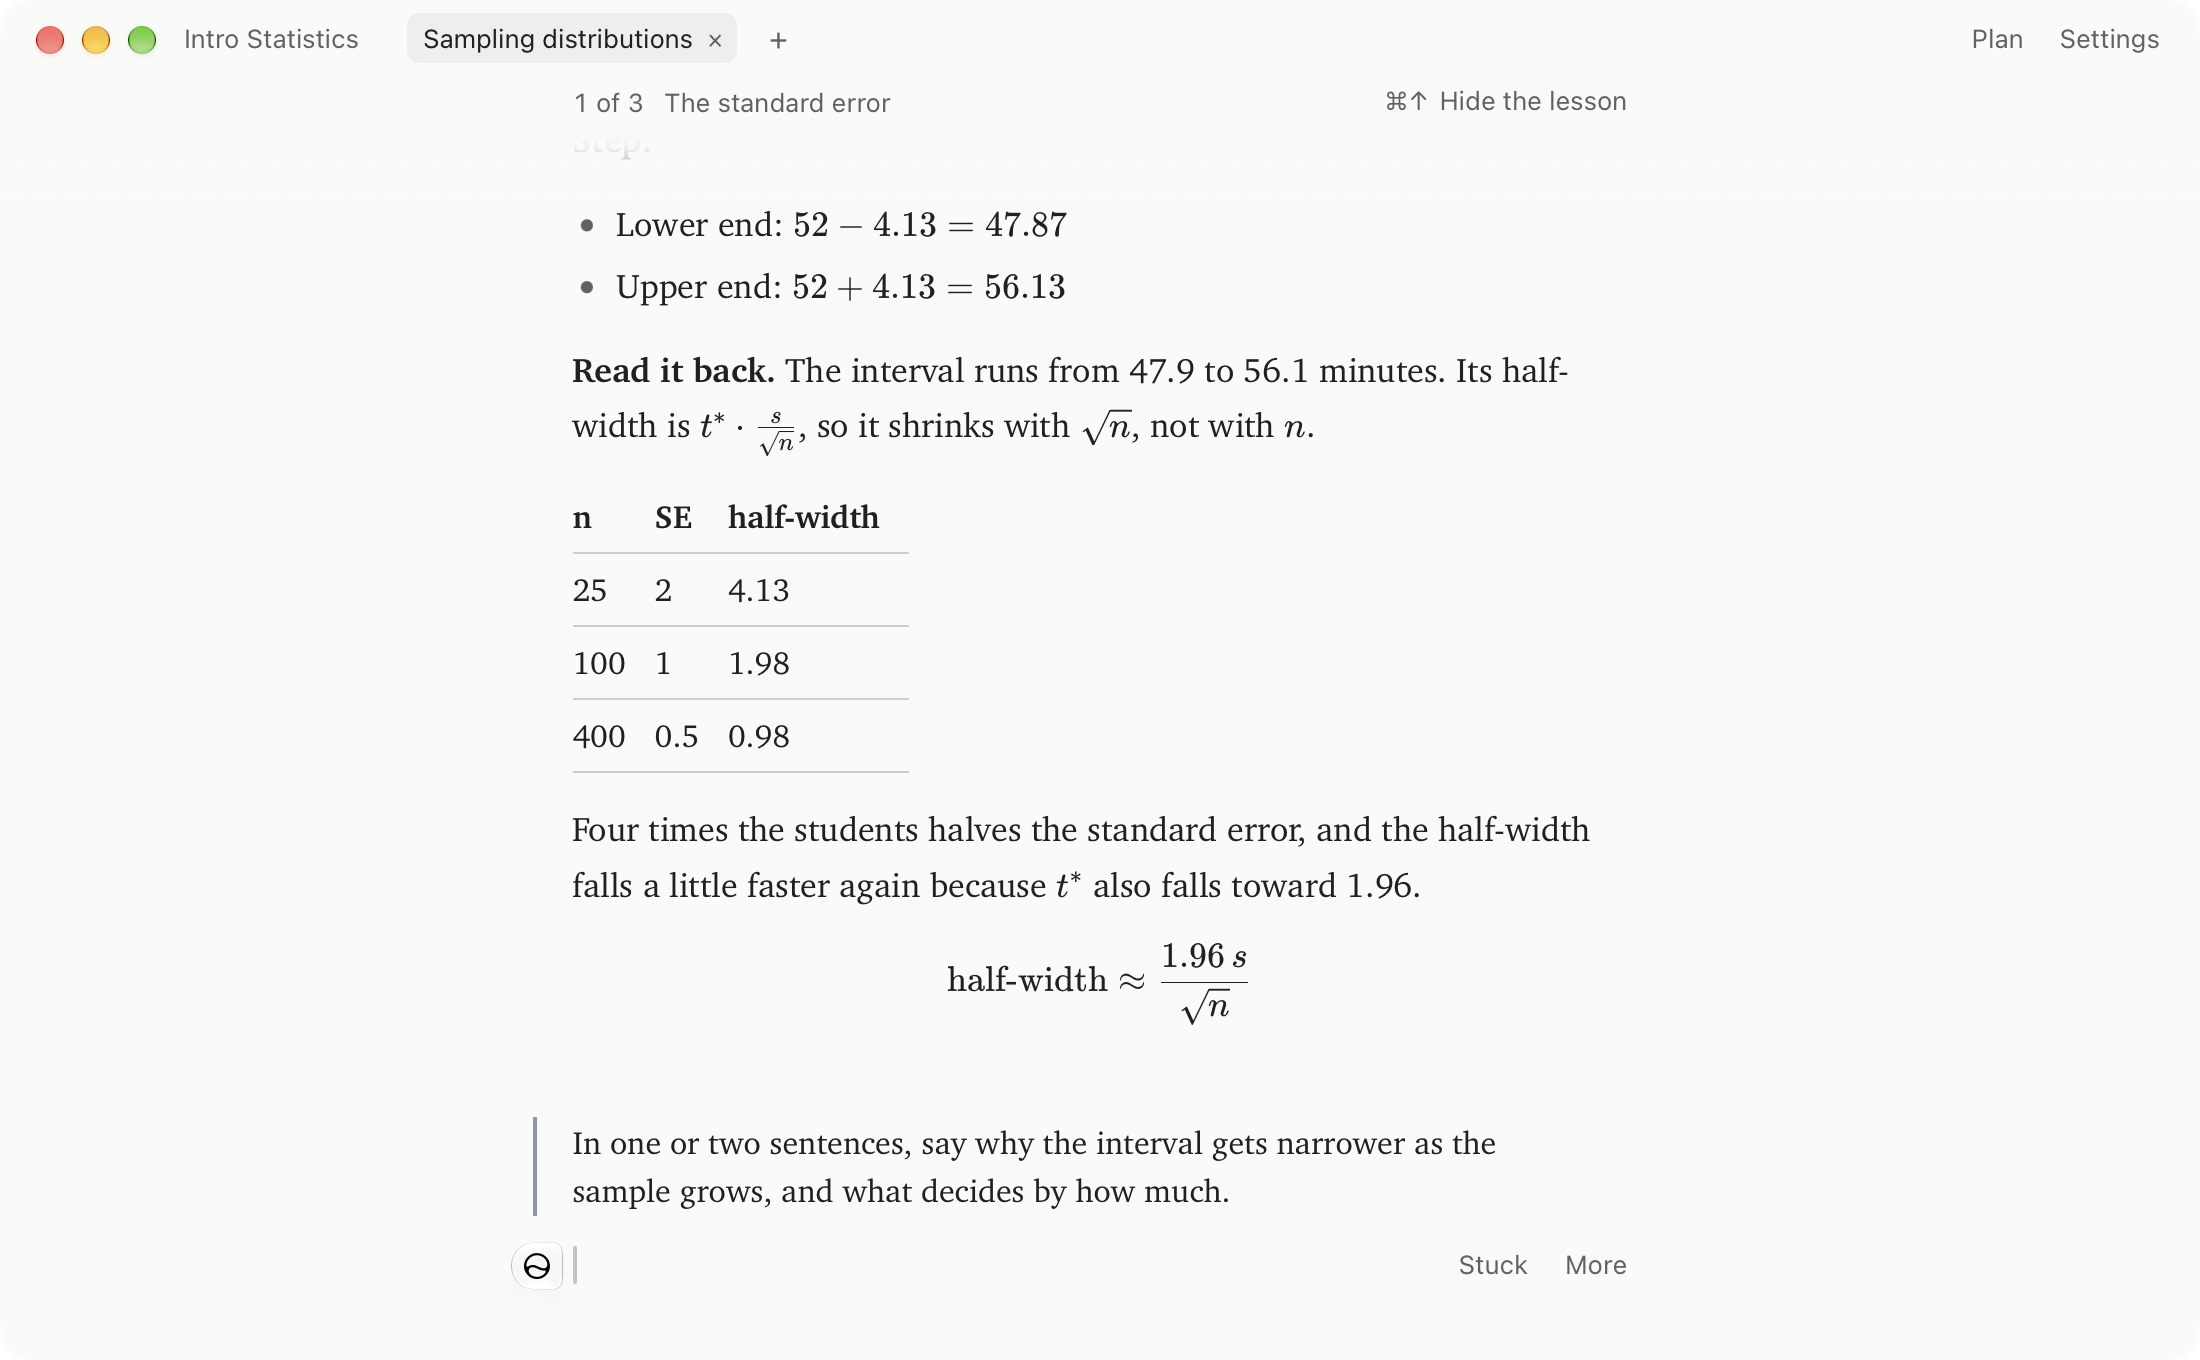 Intro Statistics
Sampling distributions ×
+
Plan
Settings
1 of 3 The standard error
⌘↑ Hide the lesson
step.
• Lower end: 52 − 4.13 = 47.87
• Upper end: 52 + 4.13 = 56.13
Read it back. The interval runs from 47.9 to 56.1 minutes. Its half-
width is t* · s/√n, so it shrinks with √n, not with n.
n SE half-width
25 2 4.13
100 1 1.98
400 0.5 0.98
Four times the students halves the standard error, and the half-width
falls a little faster again because t* also falls toward 1.96.
half-width ≈ 1.96 s/√n
In one or two sentences, say why the interval gets narrower as the
sample grows, and what decides by how much.
Stuck
More